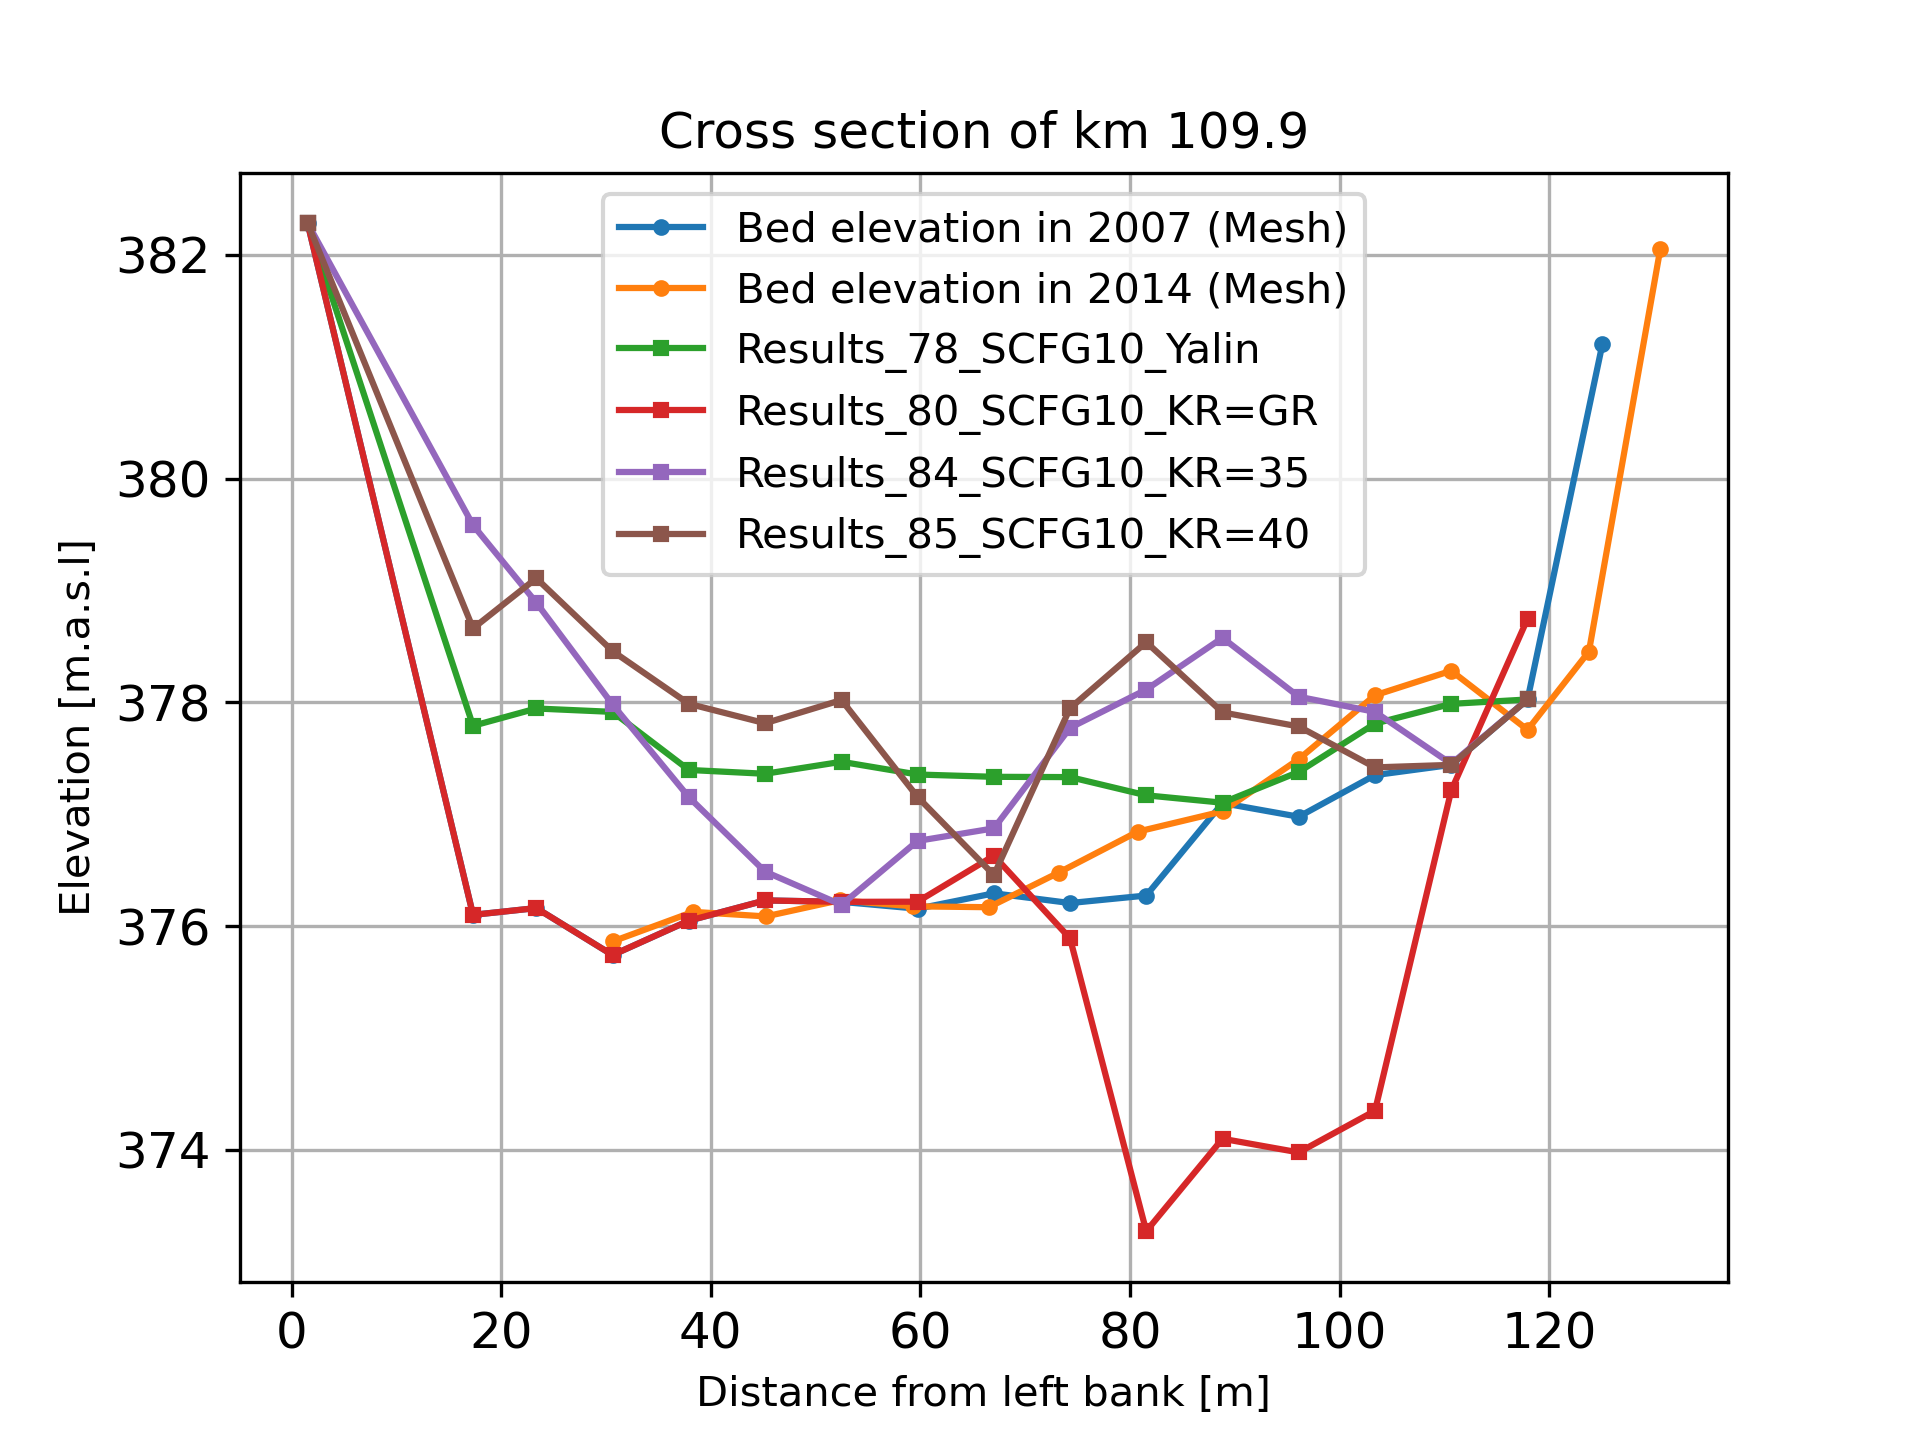 Cross section of km 109.9
Bed elevation in 2007 (Mesh)
Bed elevation in 2014 (Mesh)
Results_78_SCFG10_Yalin
Results_80_SCFG10_KR=GR
Results_84_SCFG10_KR=35
Results_85_SCFG10_KR=40
382
380
378
376
374
Elevation [m.a.s.l]
0 20 40 60 80 100 120
Distance from left bank [m]